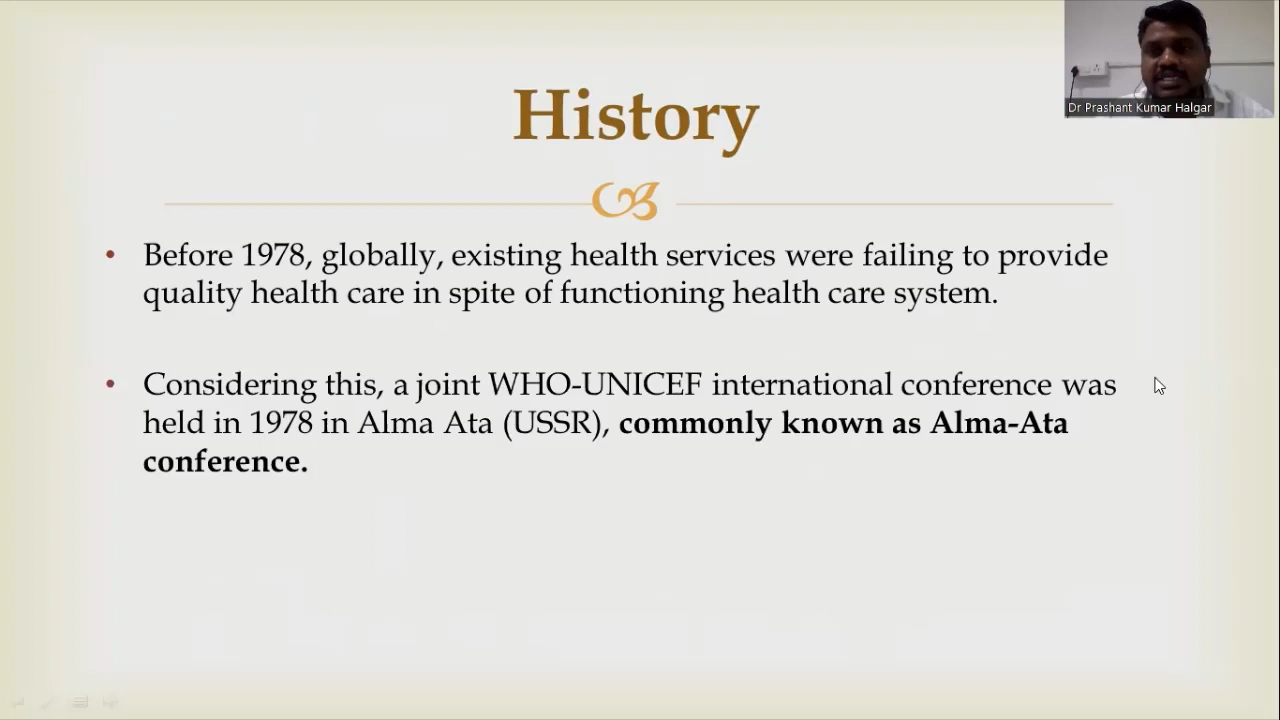 Dr Prashant Kumar Halgar
History
• Before 1978, globally, existing health services were failing to provide
quality health care in spite of functioning health care system.
• Considering this, a joint WHO-UNICEF international conference was
held in 1978 in Alma Ata (USSR), commonly known as Alma-Ata
conference.